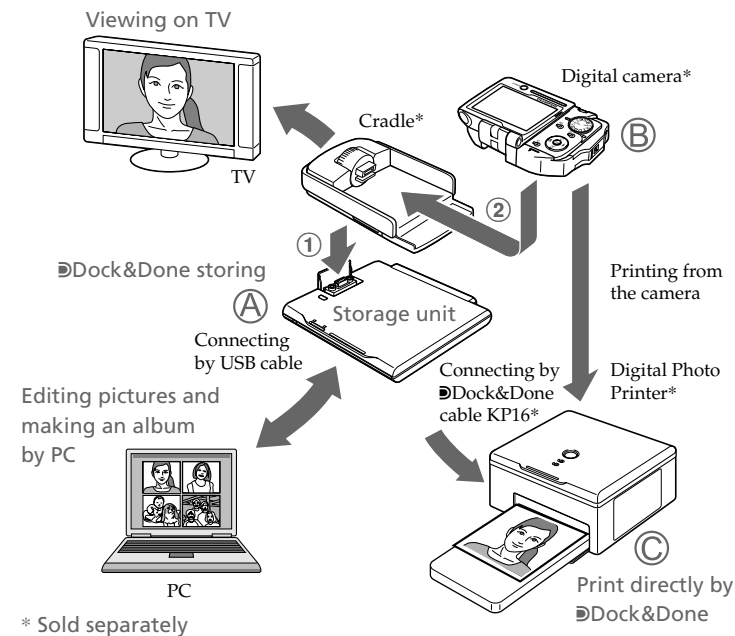 Viewing on TV
TV
Cradle*
Digital camera*
Ⓑ
②
①
Dock&Done storing
Ⓐ
Storage unit
Connecting
by USB cable
Printing from
the camera
Connecting by
Dock&Done
cable KP16*
Digital Photo
Printer*
Editing pictures and
making an album
by PC
PC
Ⓒ
Print directly by
Dock&Done
* Sold separately